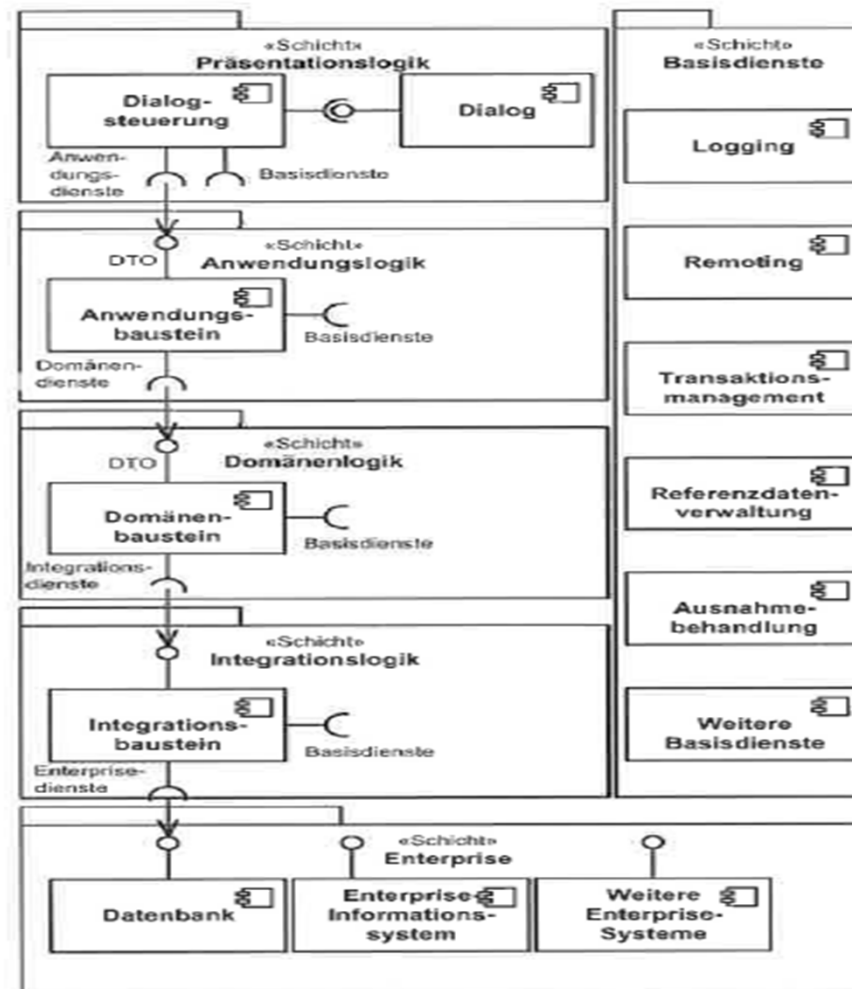 «Schicht»
Präsentationslogik
Dialog-
steuerung
Dialog
Anwen-
dungs-
dienste
Basisdienste
«Schicht»
Anwendungslogik
DTO
Anwendungs-
baustein
Basisdienste
Domänen-
dienste
«Schicht»
Domänenlogik
DTO
Domänen-
baustein
Basisdienste
Integrations-
dienste
«Schicht»
Integrationslogik
Integrations-
baustein
Basisdienste
Enterprise-
dienste
«Schicht»
Basisdienste
Logging
Remoting
Transaktions-
management
Referenzdaten-
verwaltung
Ausnahme-
behandlung
Weitere
Basisdienste
«Schicht»
Enterprise
Datenbank
Enterprise-
Informations-
system
Weitere
Enterprise-
Systeme